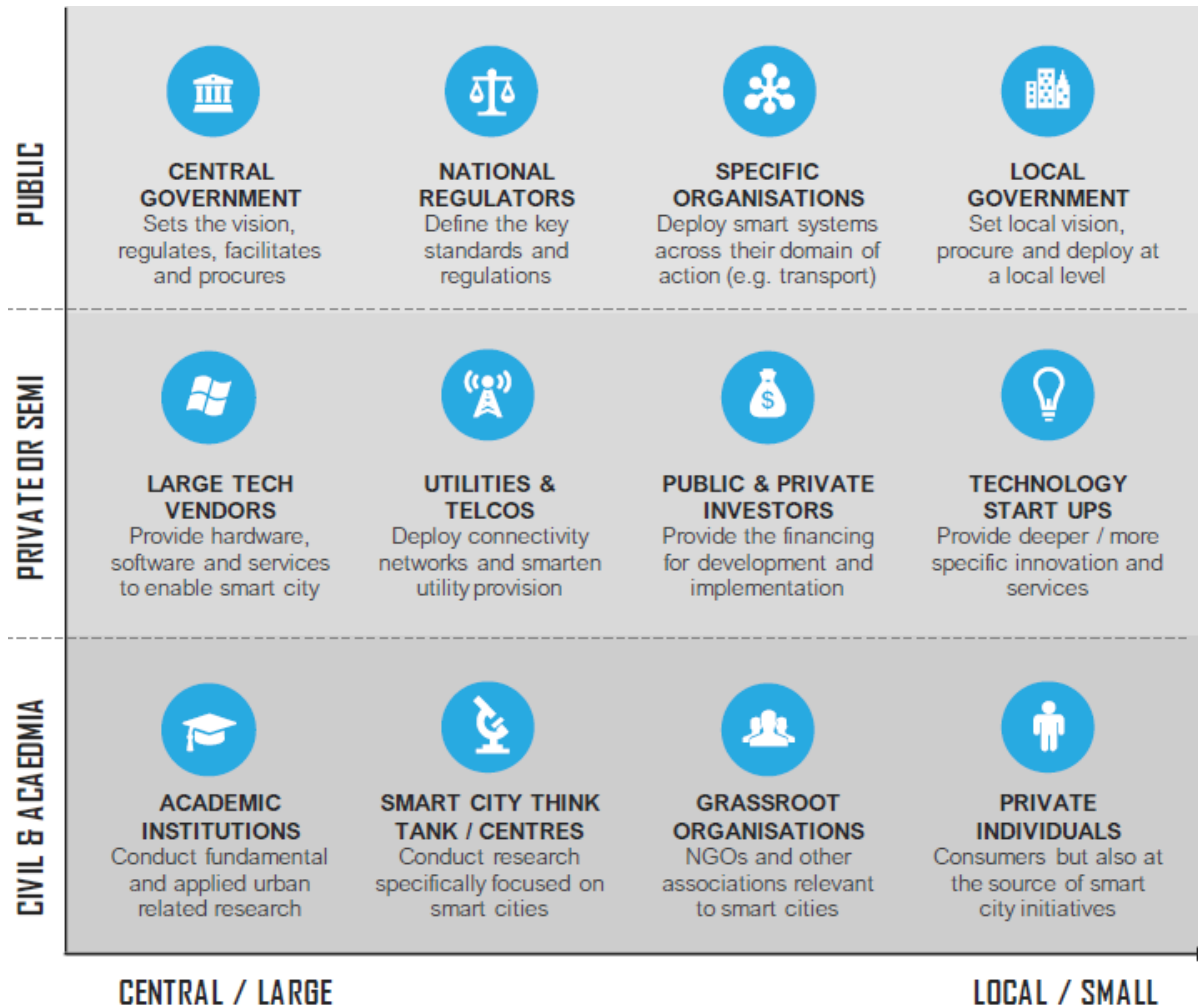 PUBLIC
CENTRAL
GOVERNMENT
Sets the vision,
regulates, facilitates
and procures
NATIONAL
REGULATORS
Define the key
standards and
regulations
SPECIFIC
ORGANISATIONS
Deploy smart systems
across their domain of
action (e.g. transport)
LOCAL
GOVERNMENT
Set local vision,
procure and deploy at
a local level
PRIVATE OR SEMI
LARGE TECH
VENDORS
Provide hardware,
software and services
to enable smart city
UTILITIES &
TELCOS
Deploy connectivity
networks and smarten
utility provision
$
PUBLIC & PRIVATE
INVESTORS
Provide the financing
for development and
implementation
TECHNOLOGY
START UPS
Provide deeper / more
specific innovation and
services
CIVIL & ACAEDMIA
ACADEMIC
INSTITUTIONS
Conduct fundamental
and applied urban
related research
SMART CITY THINK
TANK / CENTRES
Conduct research
specifically focused on
smart cities
GRASSROOT
ORGANISATIONS
NGOs and other
associations relevant
to smart cities
PRIVATE
INDIVIDUALS
Consumers but also at
the source of smart
city initiatives
CENTRAL / LARGE
LOCAL / SMALL